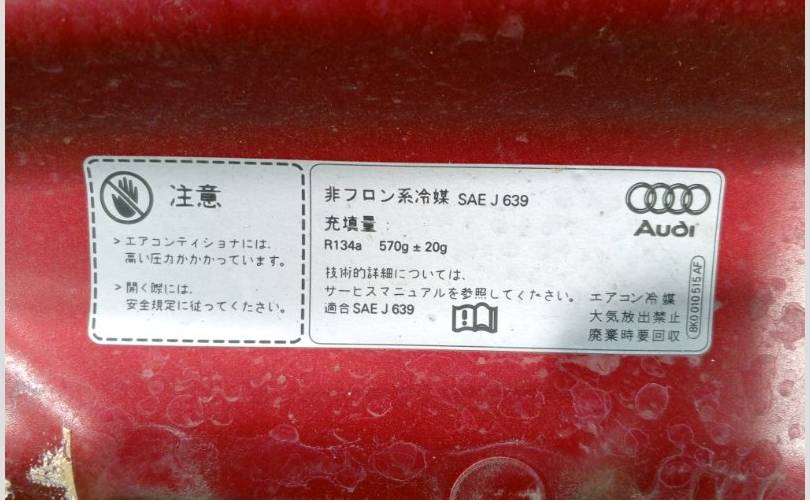 注意
> エアコンディショナには、
高い圧力がかかっています。
> 開く際には、
安全規定に従ってください。
非フロン系冷媒 SAE J 639
充填量 :
R134a 570g ± 20g
技術的詳細については、
サービスマニュアルを参照してください。
適合 SAE J 639
Audi
エアコン冷媒
大気放出禁止
廃棄時要回収
8K0 010 515 AF